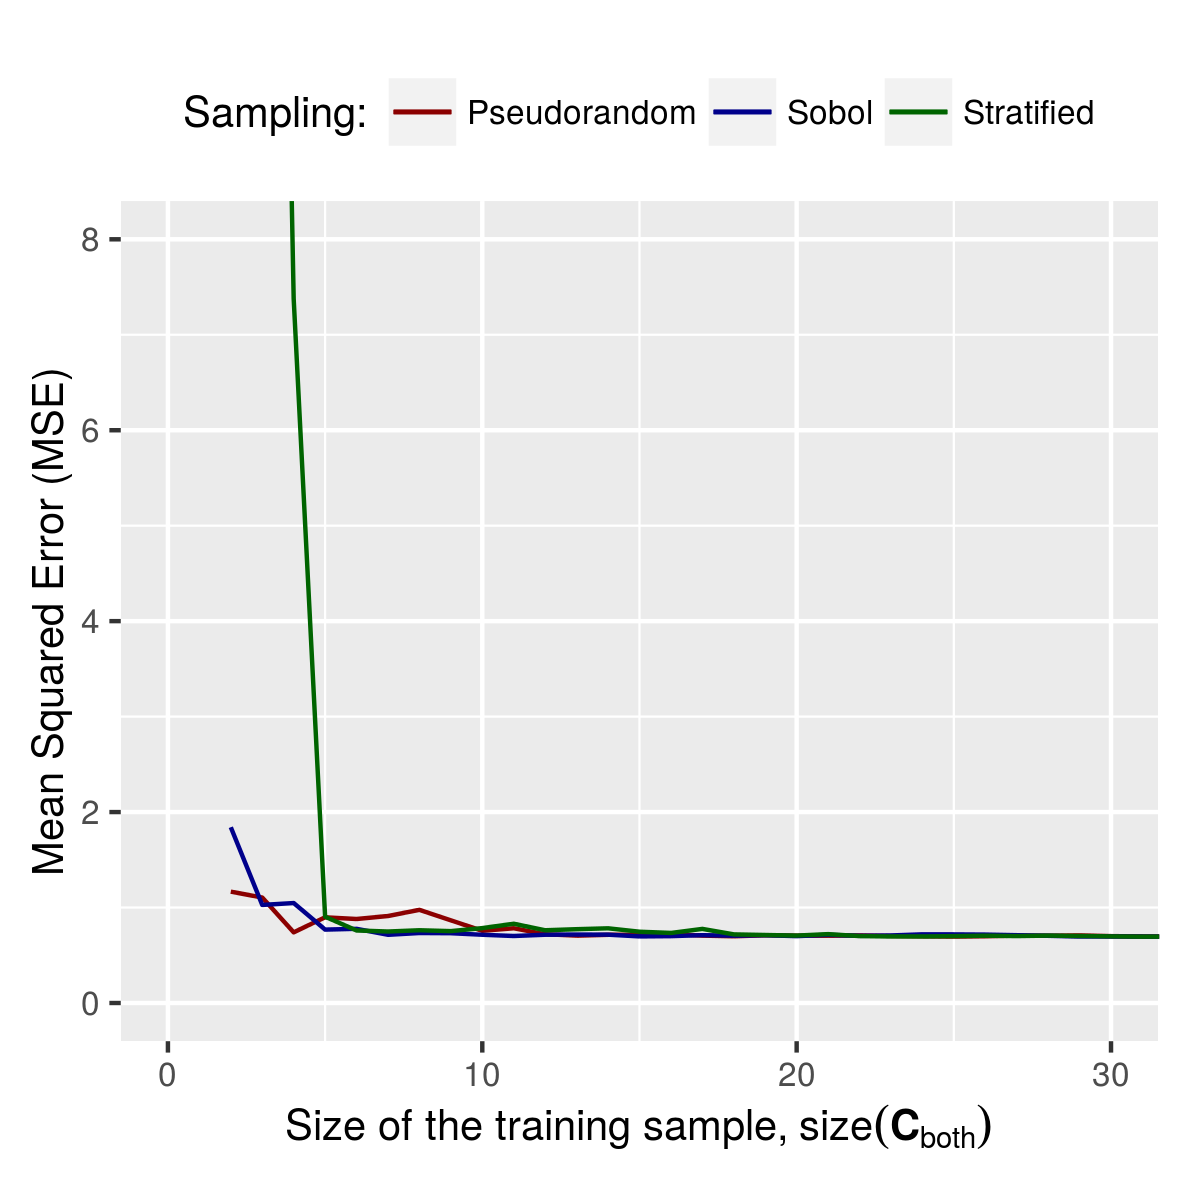 Sampling: Pseudorandom Sobol Stratified
8
6
4
2
0
Mean Squared Error (MSE)
0 10 20 30
Size of the training sample, size(C_both)